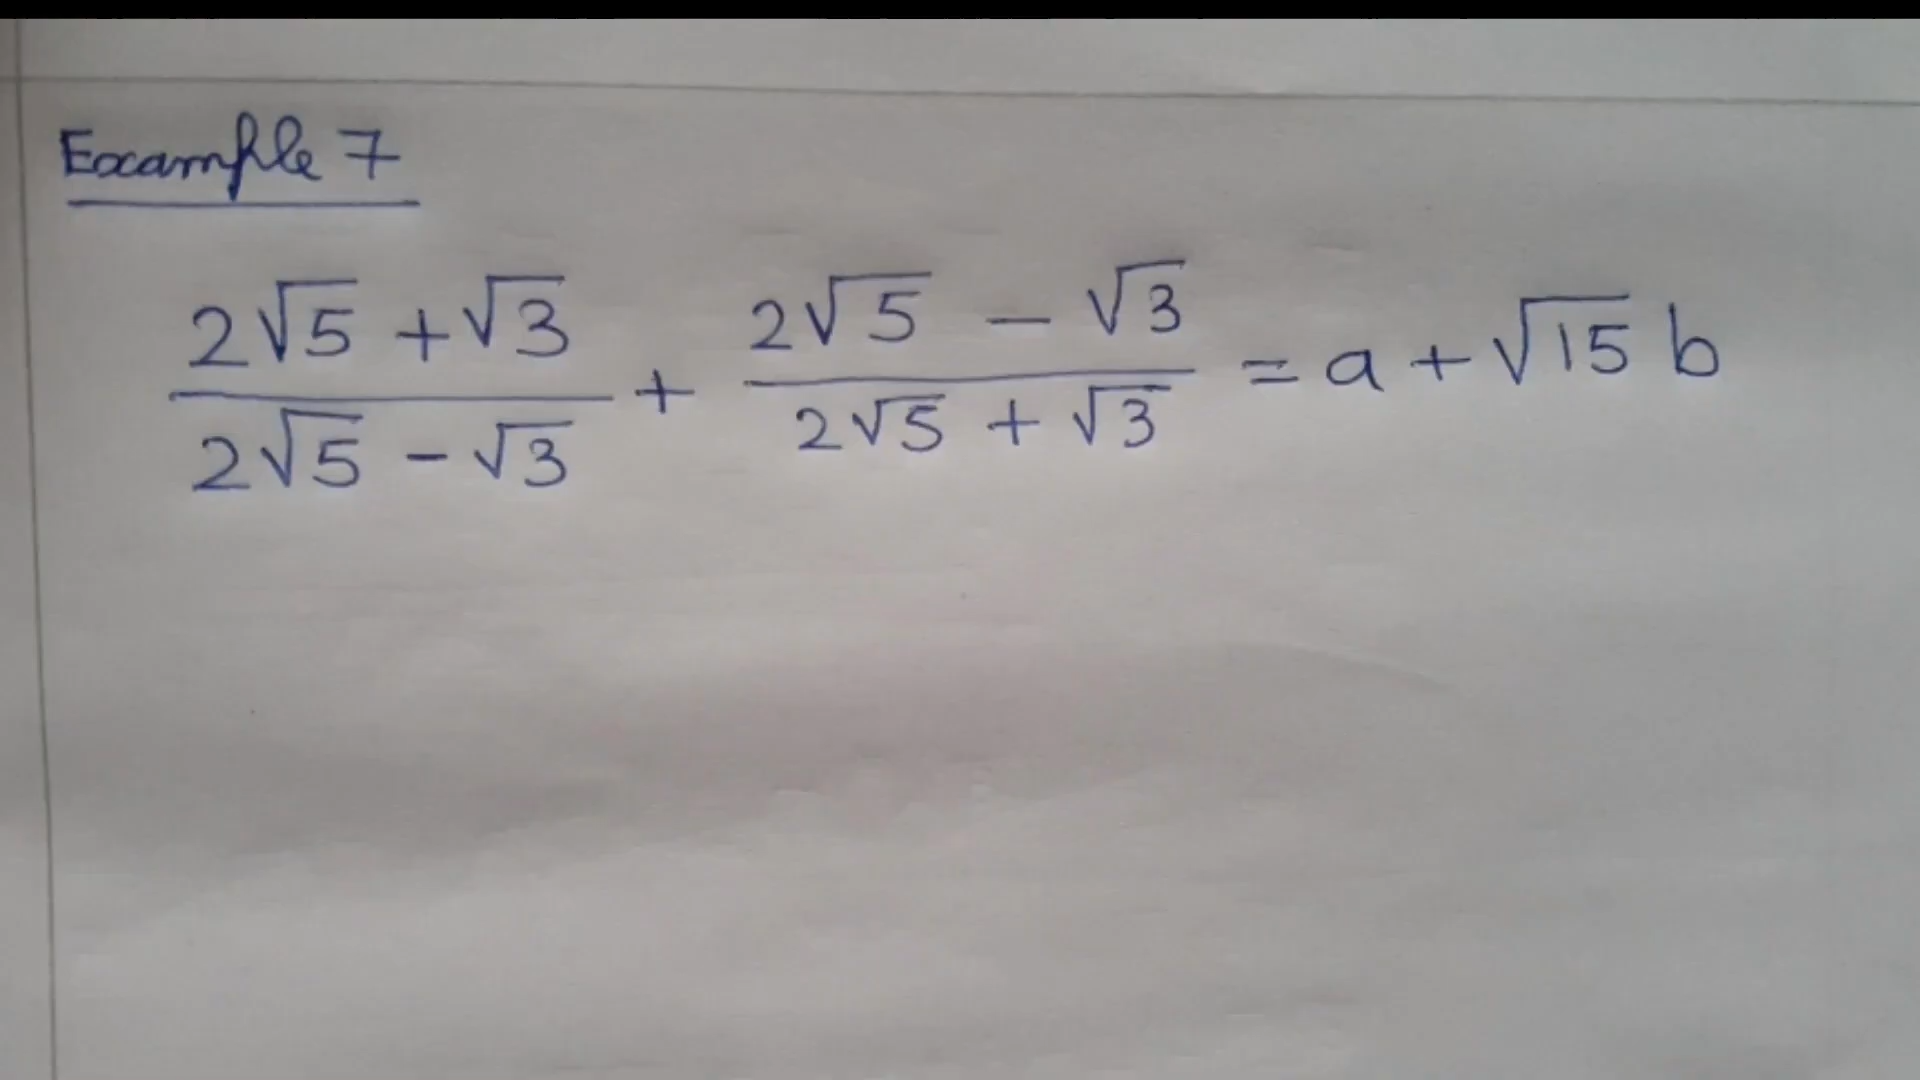 Example 7
(2√5 + √3)/(2√5 - √3) + (2√5 - √3)/(2√5 + √3) = a + √15 b